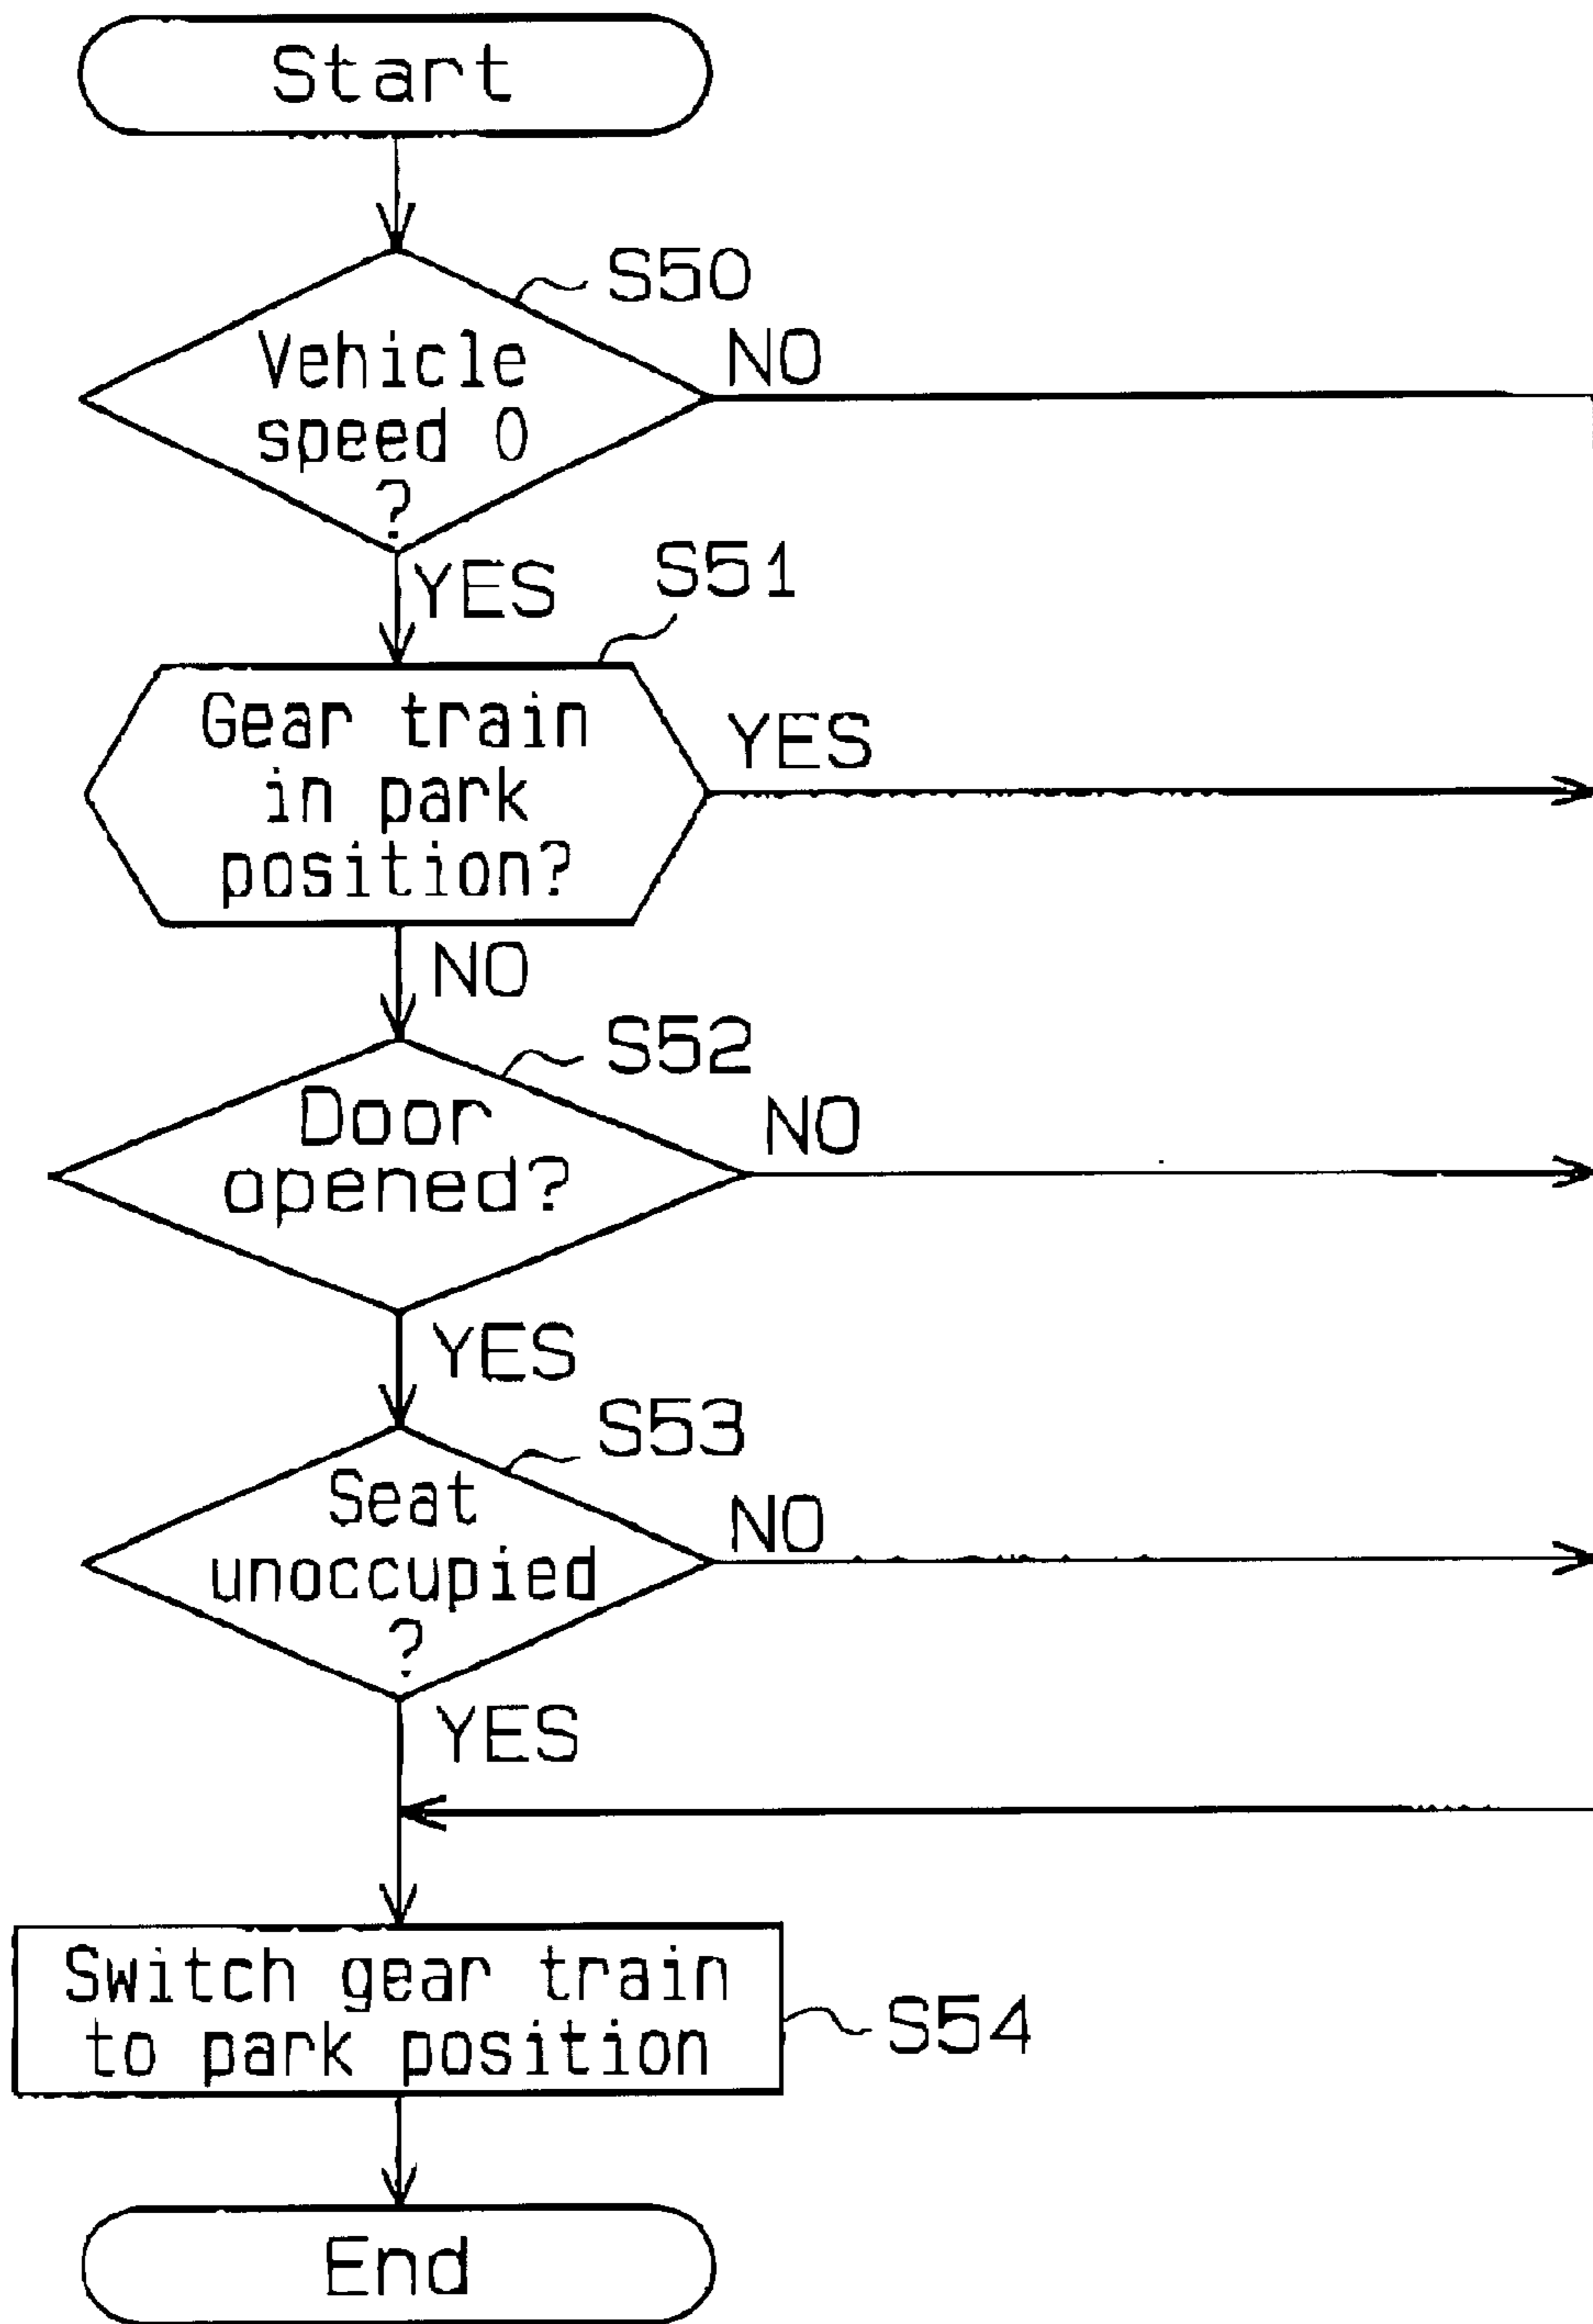 Start
S50
Vehicle
speed 0
?
NO
YES
S51
Gear train
in park
position?
YES
NO
S52
Door
opened?
NO
YES
S53
Seat
unoccupied
?
NO
YES
Switch gear train
to park position
S54
End